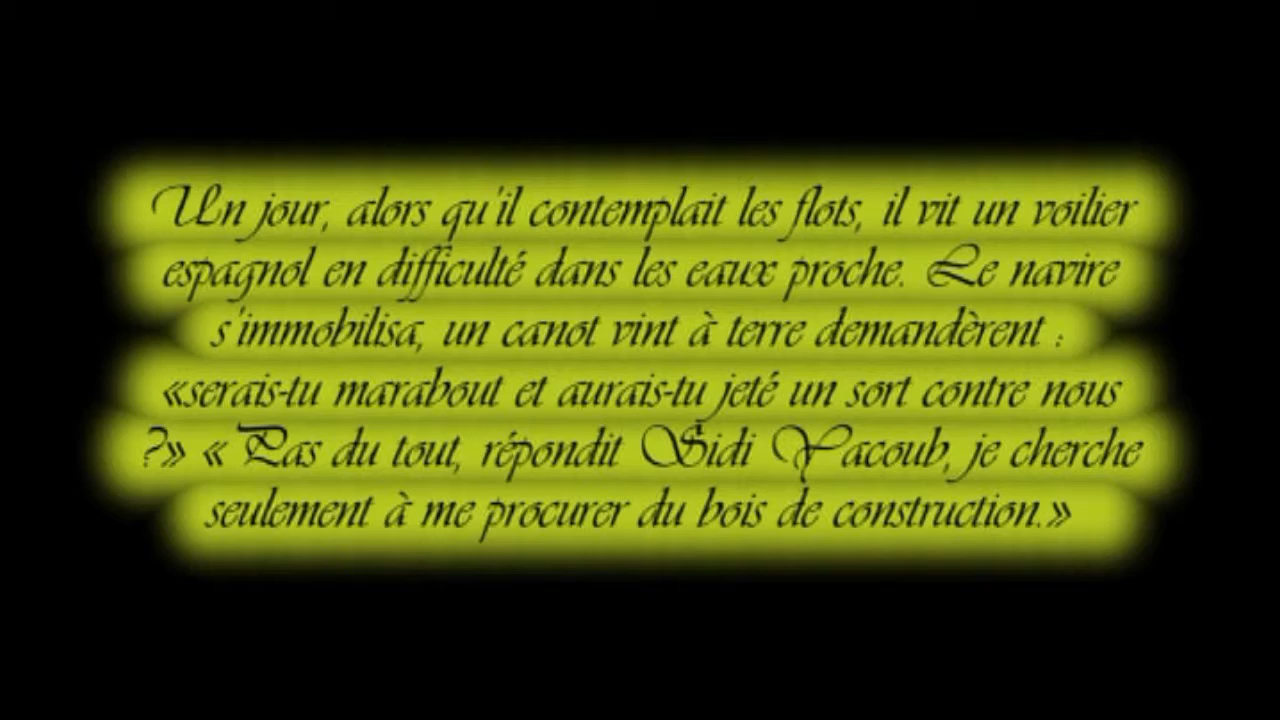 Un jour, alors qu'il contemplait les flots, il vit un voilier
espagnol en difficulté dans les eaux proche. Le navire
s'immobilisa, un canot vint à terre demandèrent :
«serais-tu marabout et aurais-tu jeté un sort contre nous
?» « Pas du tout, répondit Sidi Yacoub, je cherche
seulement à me procurer du bois de construction.»